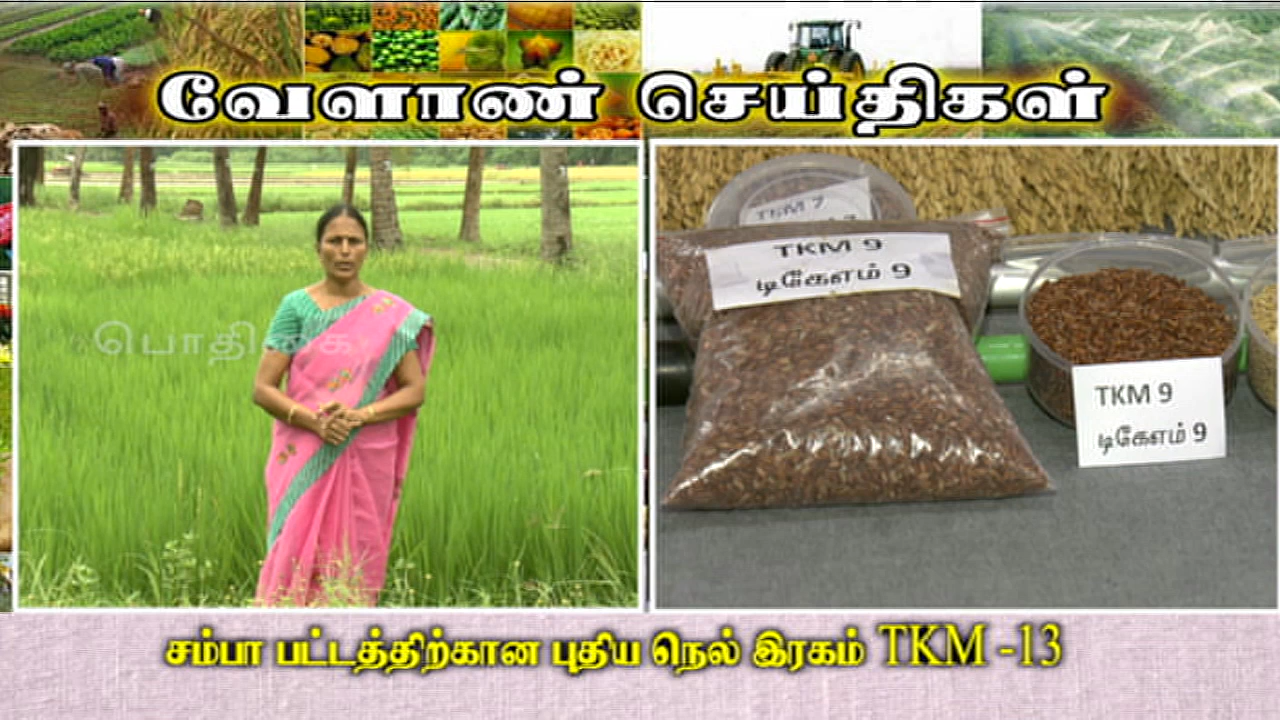 வேளாண் செய்திகள்
பொதிகை
TKM 7
TKM 9
டிகேஎம் 9
TKM 9
டிகேஎம் 9
சம்பா பட்டத்திற்கான புதிய நெல் இரகம் TKM -13